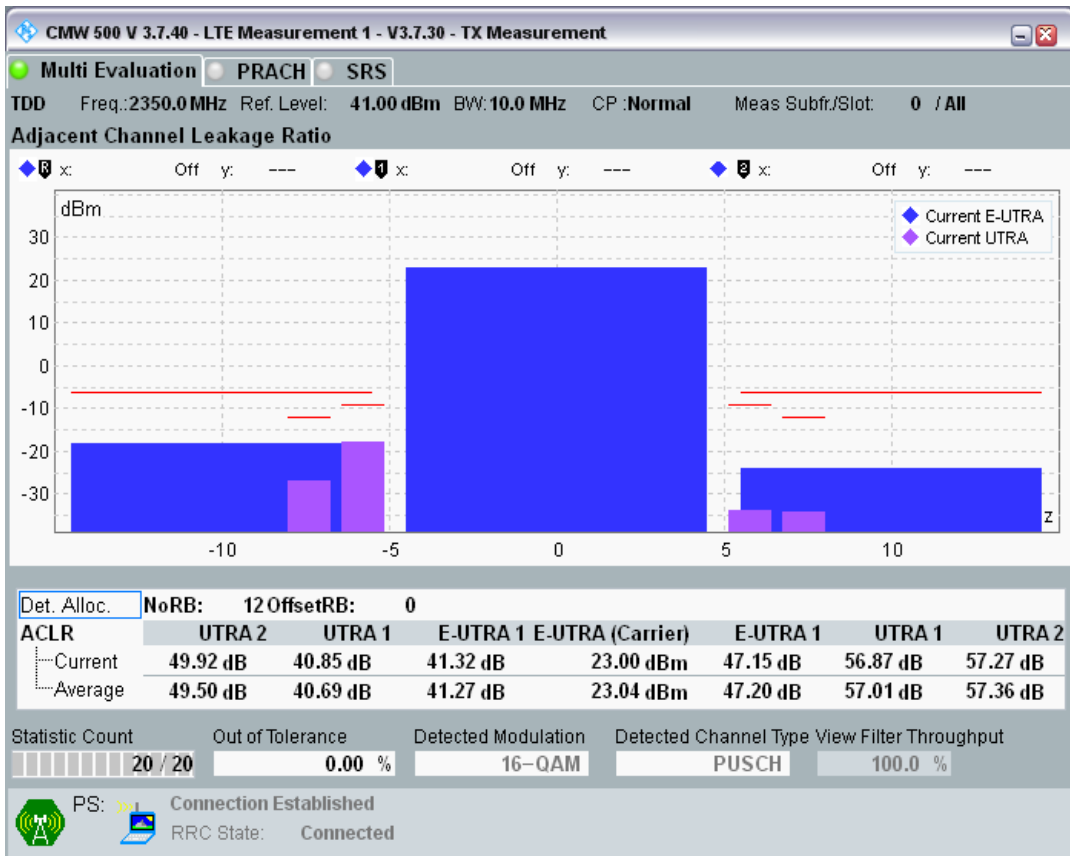 CMW 500 V 3.7.40 - LTE Measurement 1 - V3.7.30 - TX Measurement
Multi Evaluation PRACH SRS
TDD Freg.:2350.0 MHz Ref. Level: 41.00 dBm BW:10.0 MHz CP :Normal Meas Subfr./Slot: 0 / All
Adjacent Channel Leakage Ratio
R x: Off y: --- 1 x: Off y: --- 2 x: Off y: ---
dBm
Current E-UTRA
Current UTRA
30
20
10
0
-10
-20
-30
z
-10 -5 0 5 10
Det. Alloc. NoRB: 12 OffsetRB: 0
ACLR UTRA 2 UTRA 1 E-UTRA 1 E-UTRA (Carrier) E-UTRA 1 UTRA 1 UTRA 2
Current 49.92 dB 40.85 dB 41.32 dB 23.00 dBm 47.15 dB 56.87 dB 57.27 dB
Average 49.50 dB 40.69 dB 41.27 dB 23.04 dBm 47.20 dB 57.01 dB 57.36 dB
Statistic Count Out of Tolerance Detected Modulation Detected Channel Type View Filter Throughput
20 / 20 0.00 % 16-QAM PUSCH 100.0 %
PS: Connection Established
RRC State: Connected